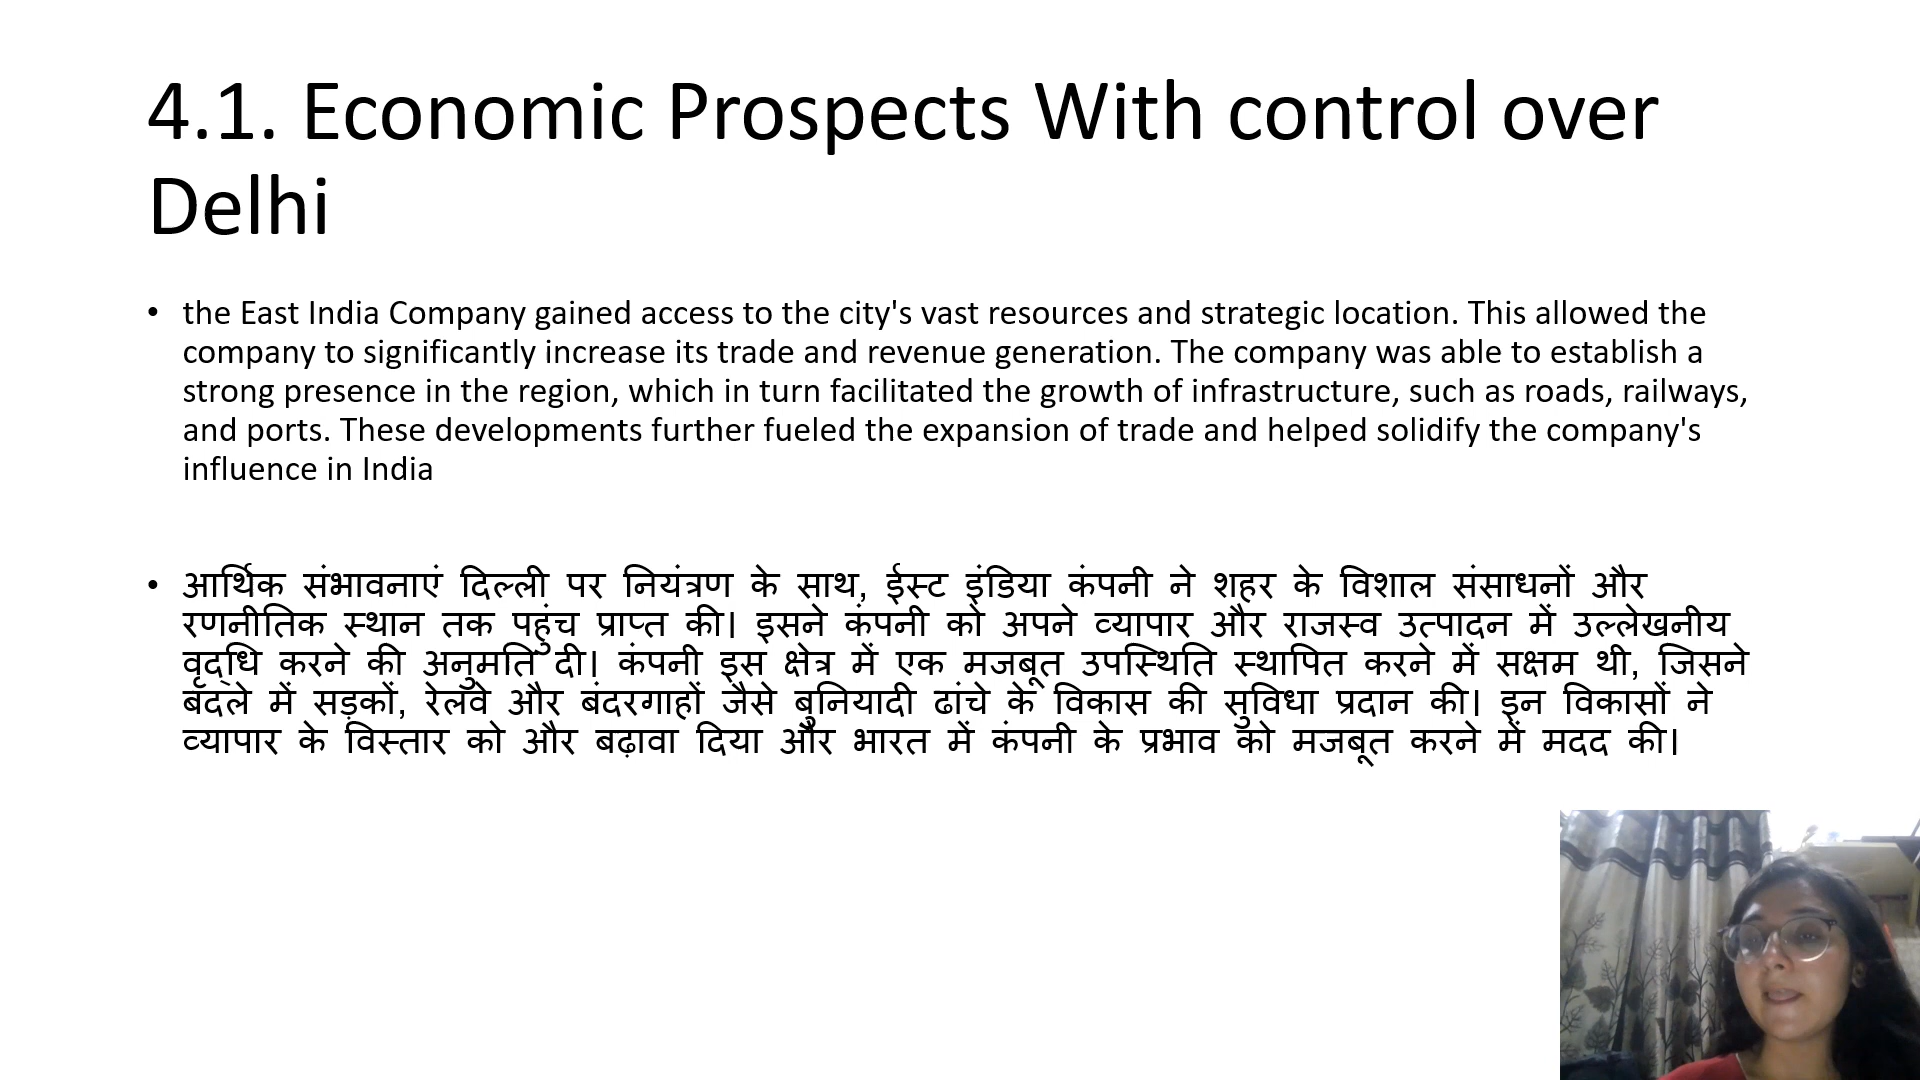 4.1. Economic Prospects With control over
Delhi
• the East India Company gained access to the city's vast resources and strategic location. This allowed the
company to significantly increase its trade and revenue generation. The company was able to establish a
strong presence in the region, which in turn facilitated the growth of infrastructure, such as roads, railways,
and ports. These developments further fueled the expansion of trade and helped solidify the company's
influence in India
• आर्थिक संभावनाएं दिल्ली पर नियंत्रण के साथ, ईस्ट इंडिया कंपनी ने शहर के विशाल संसाधनों और
रणनीतिक स्थान तक पहुंच प्राप्त की। इसने कंपनी को अपने व्यापार और राजस्व उत्पादन में उल्लेखनीय
वृद्धि करने की अनुमति दी। कंपनी इस क्षेत्र में एक मजबूत उपस्थिति स्थापित करने में सक्षम थी, जिसने
बदले में सड़कों, रेलवे और बंदरगाहों जैसे बुनियादी ढांचे के विकास की सुविधा प्रदान की। इन विकासों ने
व्यापार के विस्तार को और बढ़ावा दिया और भारत में कंपनी के प्रभाव को मजबूत करने में मदद की।